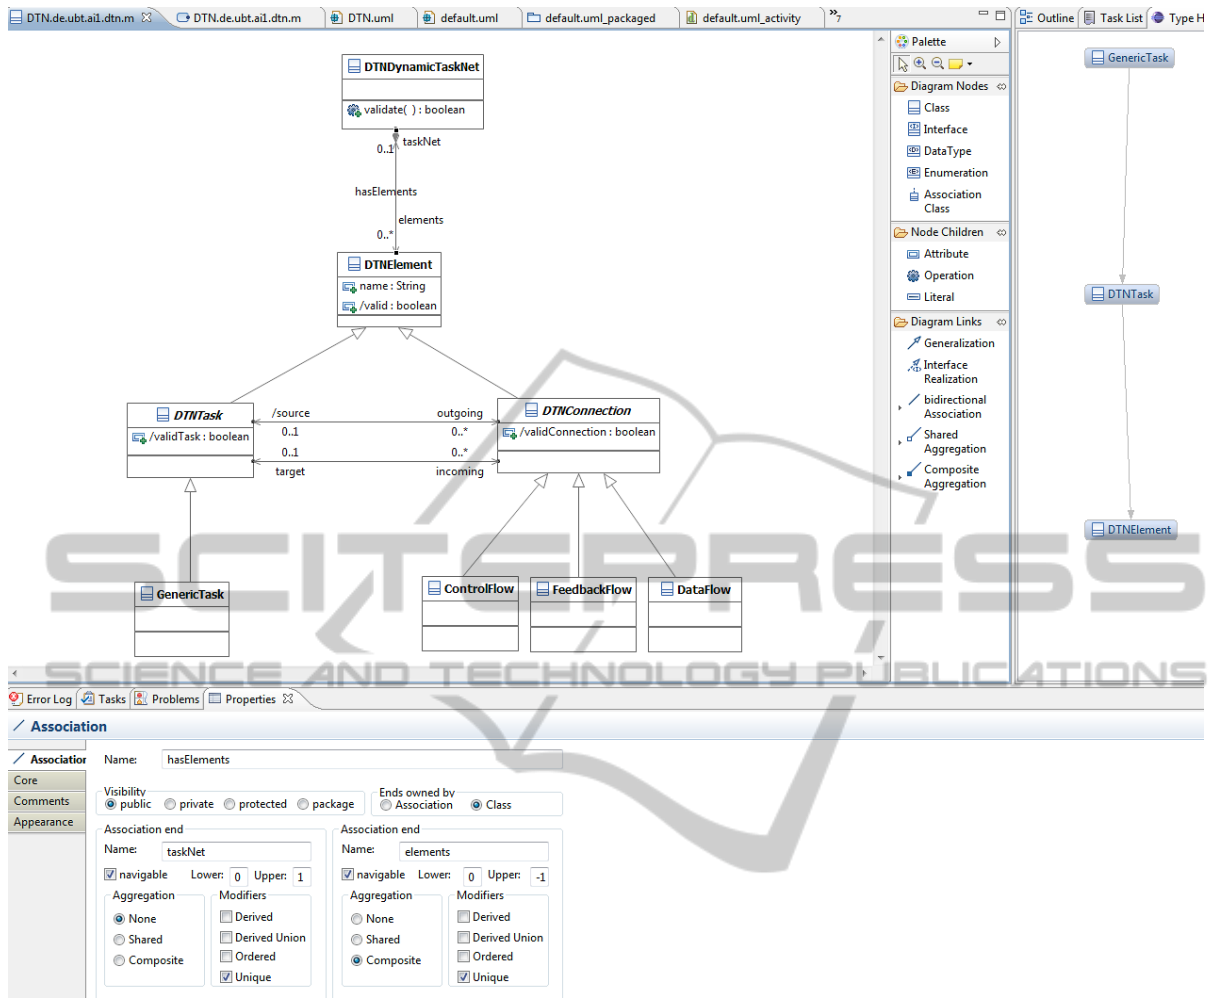 DTN.de.ubt.ai1.dtn.m
DTN.de.ubt.ai1.dtn.m
DTN.uml
default.uml
default.uml_packaged
default.uml_activity
»7
Outline
Task List
Type H
DTNDynamicTaskNet
validate( ) : boolean
taskNet
0..1
hasElements
elements
0..*
DTNElement
name : String
/valid : boolean
DTNTask
/validTask : boolean
/source
outgoing
0..1
0..*
0..1
0..*
target
incoming
DTNConnection
/validConnection : boolean
GenericTask
ControlFlow
FeedbackFlow
DataFlow
Palette
Diagram Nodes
Class
Interface
DataType
Enumeration
Association
Class
Node Children
Attribute
Operation
Literal
Diagram Links
Generalization
Interface
Realization
bidirectional
Association
Shared
Aggregation
Composite
Aggregation
GenericTask
DTNTask
DTNElement
SCITEPRESS
SCIENCE AND TECHNOLOGY PUBLICATIONS
Error Log
Tasks
Problems
Properties
Association
Association
Core
Comments
Appearance
Name: hasElements
Visibility
public private protected package
Ends owned by
Association Class
Association end
Name: taskNet
navigable Lower: 0 Upper: 1
Aggregation
None
Shared
Composite
Modifiers
Derived
Derived Union
Ordered
Unique
Association end
Name: elements
navigable Lower: 0 Upper: -1
Aggregation
None
Shared
Composite
Modifiers
Derived
Derived Union
Ordered
Unique